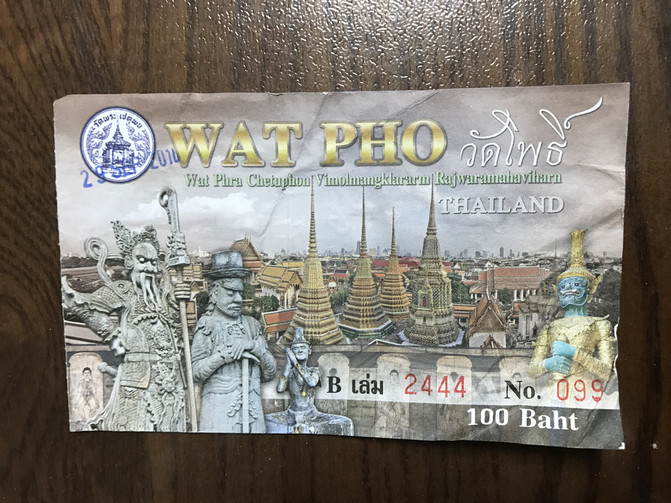 WAT PHO วัดโพธิ์
Wat Phra Chetaphon Vimolmangklararm Rajwaramahaviharn
THAILAND
B เล่ม 2444 No. 099
100 Baht